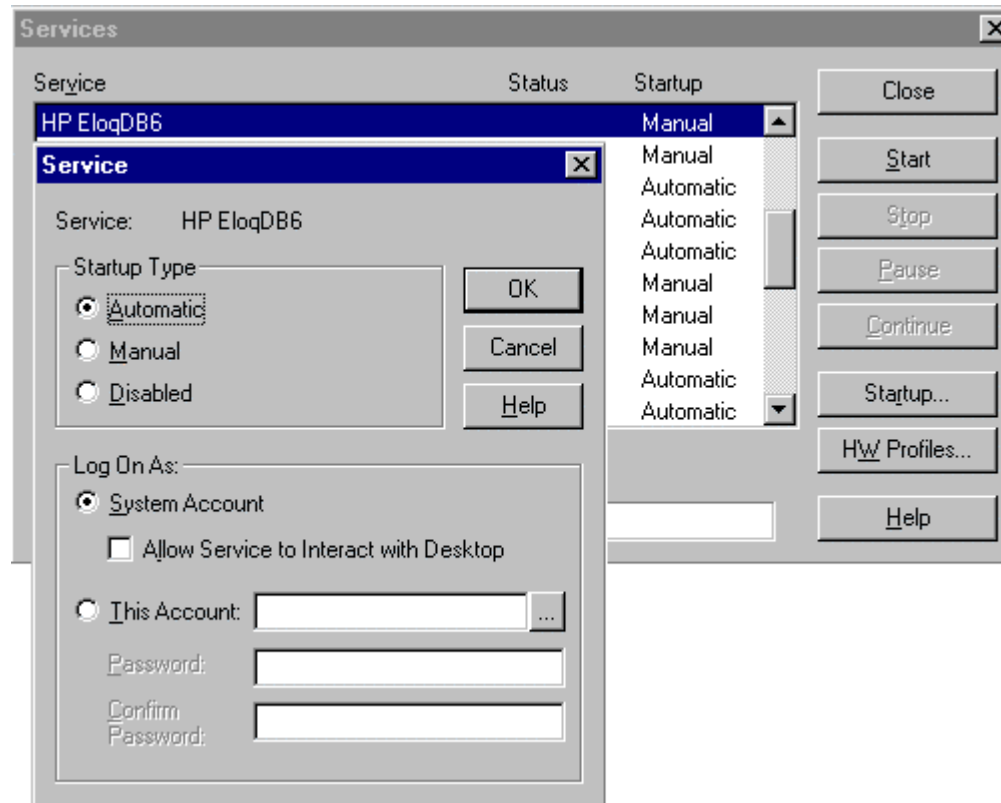 Services
Service Status Startup
HP EloqDB6 Manual
Close
Service
Manual
Start
Automatic
Service: HP EloqDB6
Automatic
Stop
Startup Type
Automatic
OK
Manual
Pause
Automatic
Manual
Manual
Continue
Cancel
Manual
Disabled
Automatic
Startup...
Help
Automatic
HW Profiles...
Log On As:
System Account
Help
Allow Service to Interact with Desktop
This Account: ...
Password:
Confirm
Password: